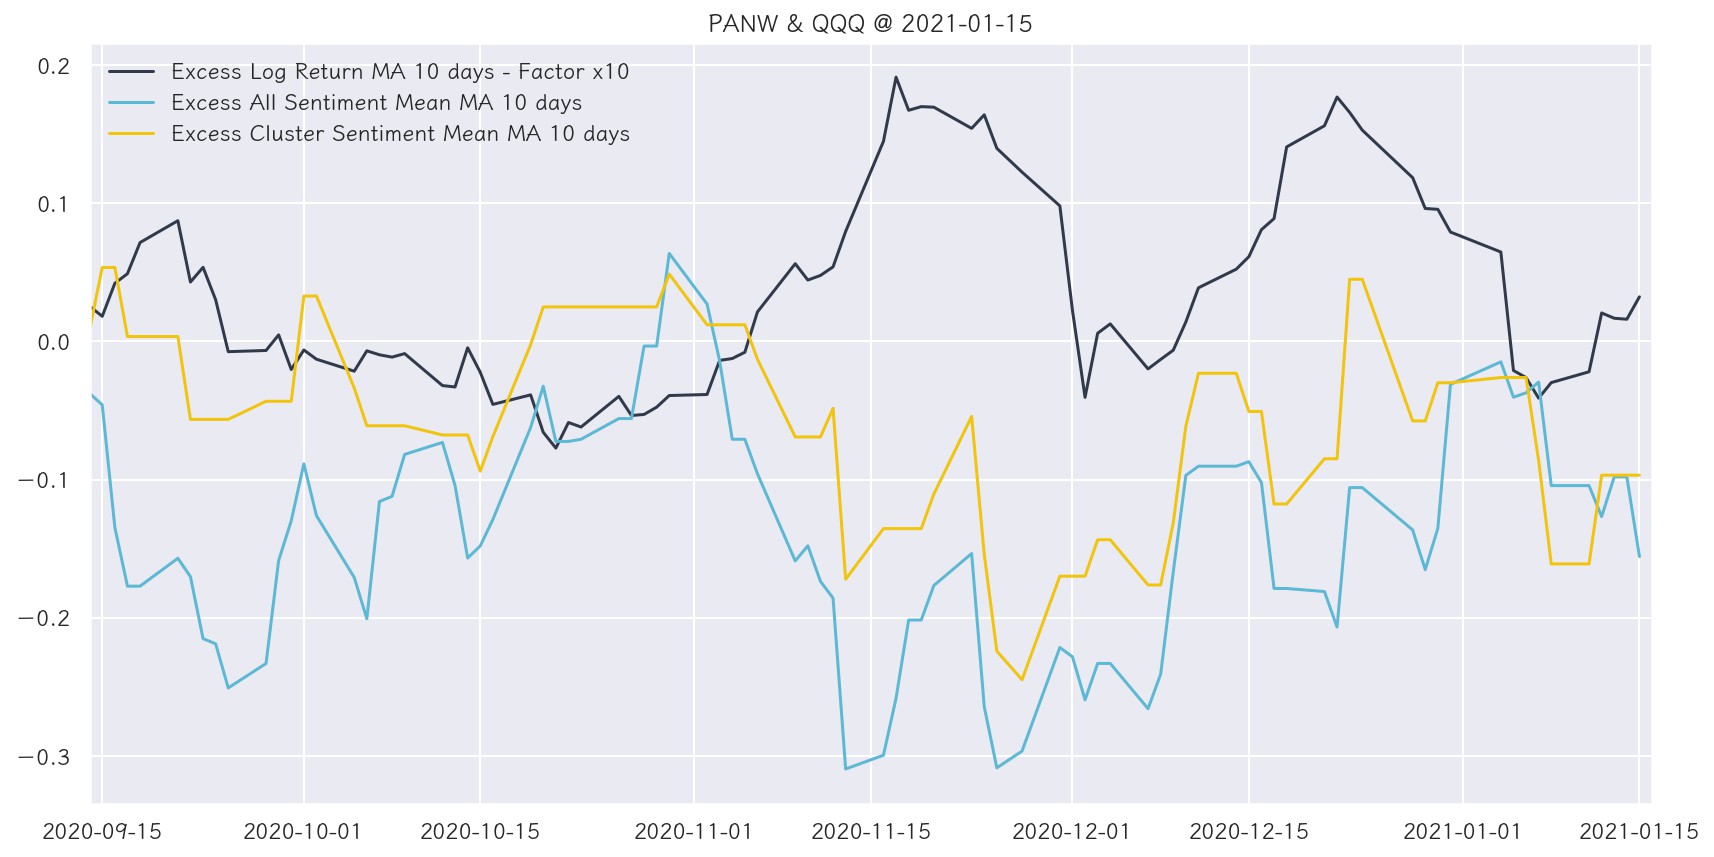 PANW & QQQ @ 2021-01-15
Excess Log Return MA 10 days - Factor x10
Excess All Sentiment Mean MA 10 days
Excess Cluster Sentiment Mean MA 10 days
0.2
0.1
0.0
−0.1
−0.2
−0.3
2020-09-15 2020-10-01 2020-10-15 2020-11-01 2020-11-15 2020-12-01 2020-12-15 2021-01-01 2021-01-15